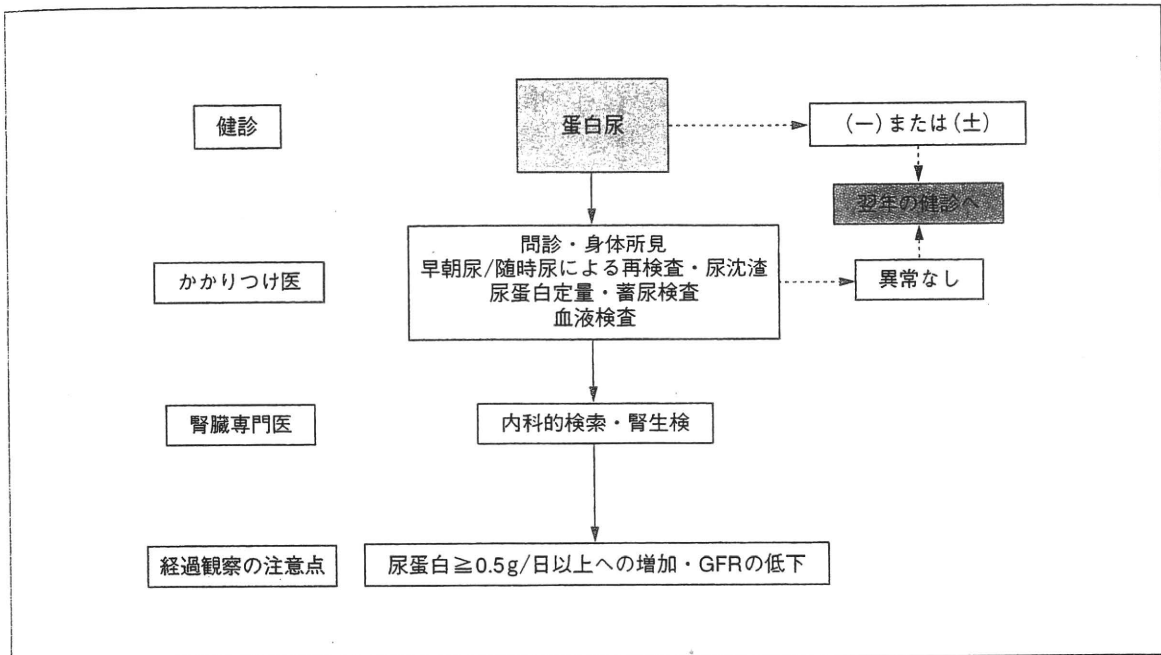 健診
蛋白尿
(−)または(±)
翌年の健診へ
かかりつけ医
問診・身体所見
早朝尿/随時尿による再検査・尿沈渣
尿蛋白定量・蓄尿検査
血液検査
異常なし
腎臓専門医
内科的検索・腎生検
経過観察の注意点
尿蛋白≧0.5g/日以上への増加・GFRの低下